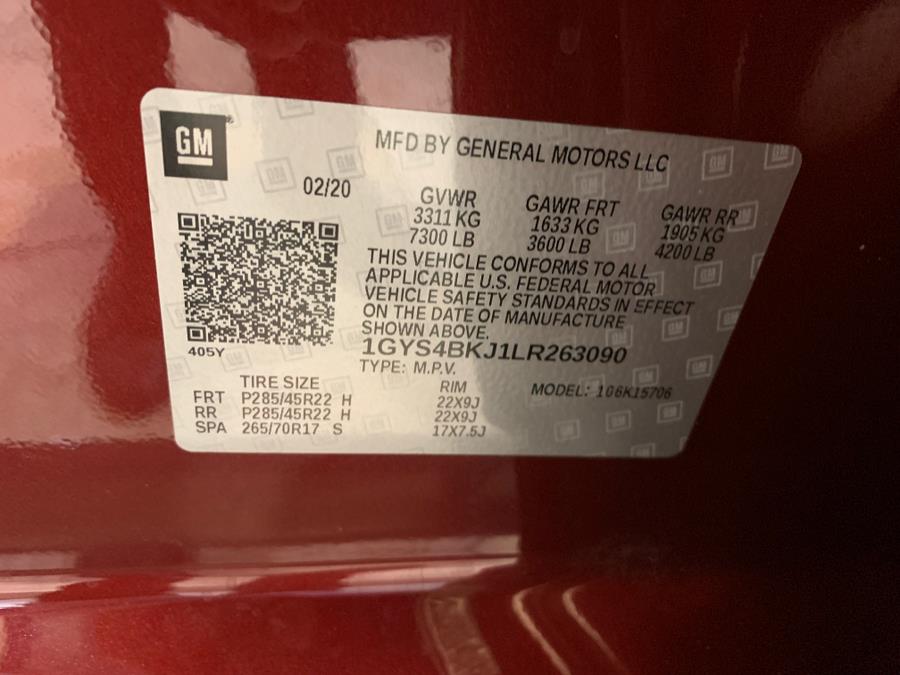 GM
MFD BY GENERAL MOTORS LLC
02/20
GVWR GAWR FRT GAWR RR
3311 KG 1633 KG 1905 KG
7300 LB 3600 LB 4200 LB
THIS VEHICLE CONFORMS TO ALL
APPLICABLE U.S. FEDERAL MOTOR
VEHICLE SAFETY STANDARDS IN EFFECT
ON THE DATE OF MANUFACTURE
SHOWN ABOVE.
405Y
1GYS4BKJ1LR263090
TYPE: M.P.V.
MODEL: 106K15706
TIRE SIZE RIM
FRT P285/45R22 H 22X9J
RR P285/45R22 H 22X9J
SPA 265/70R17 S 17X7.5J